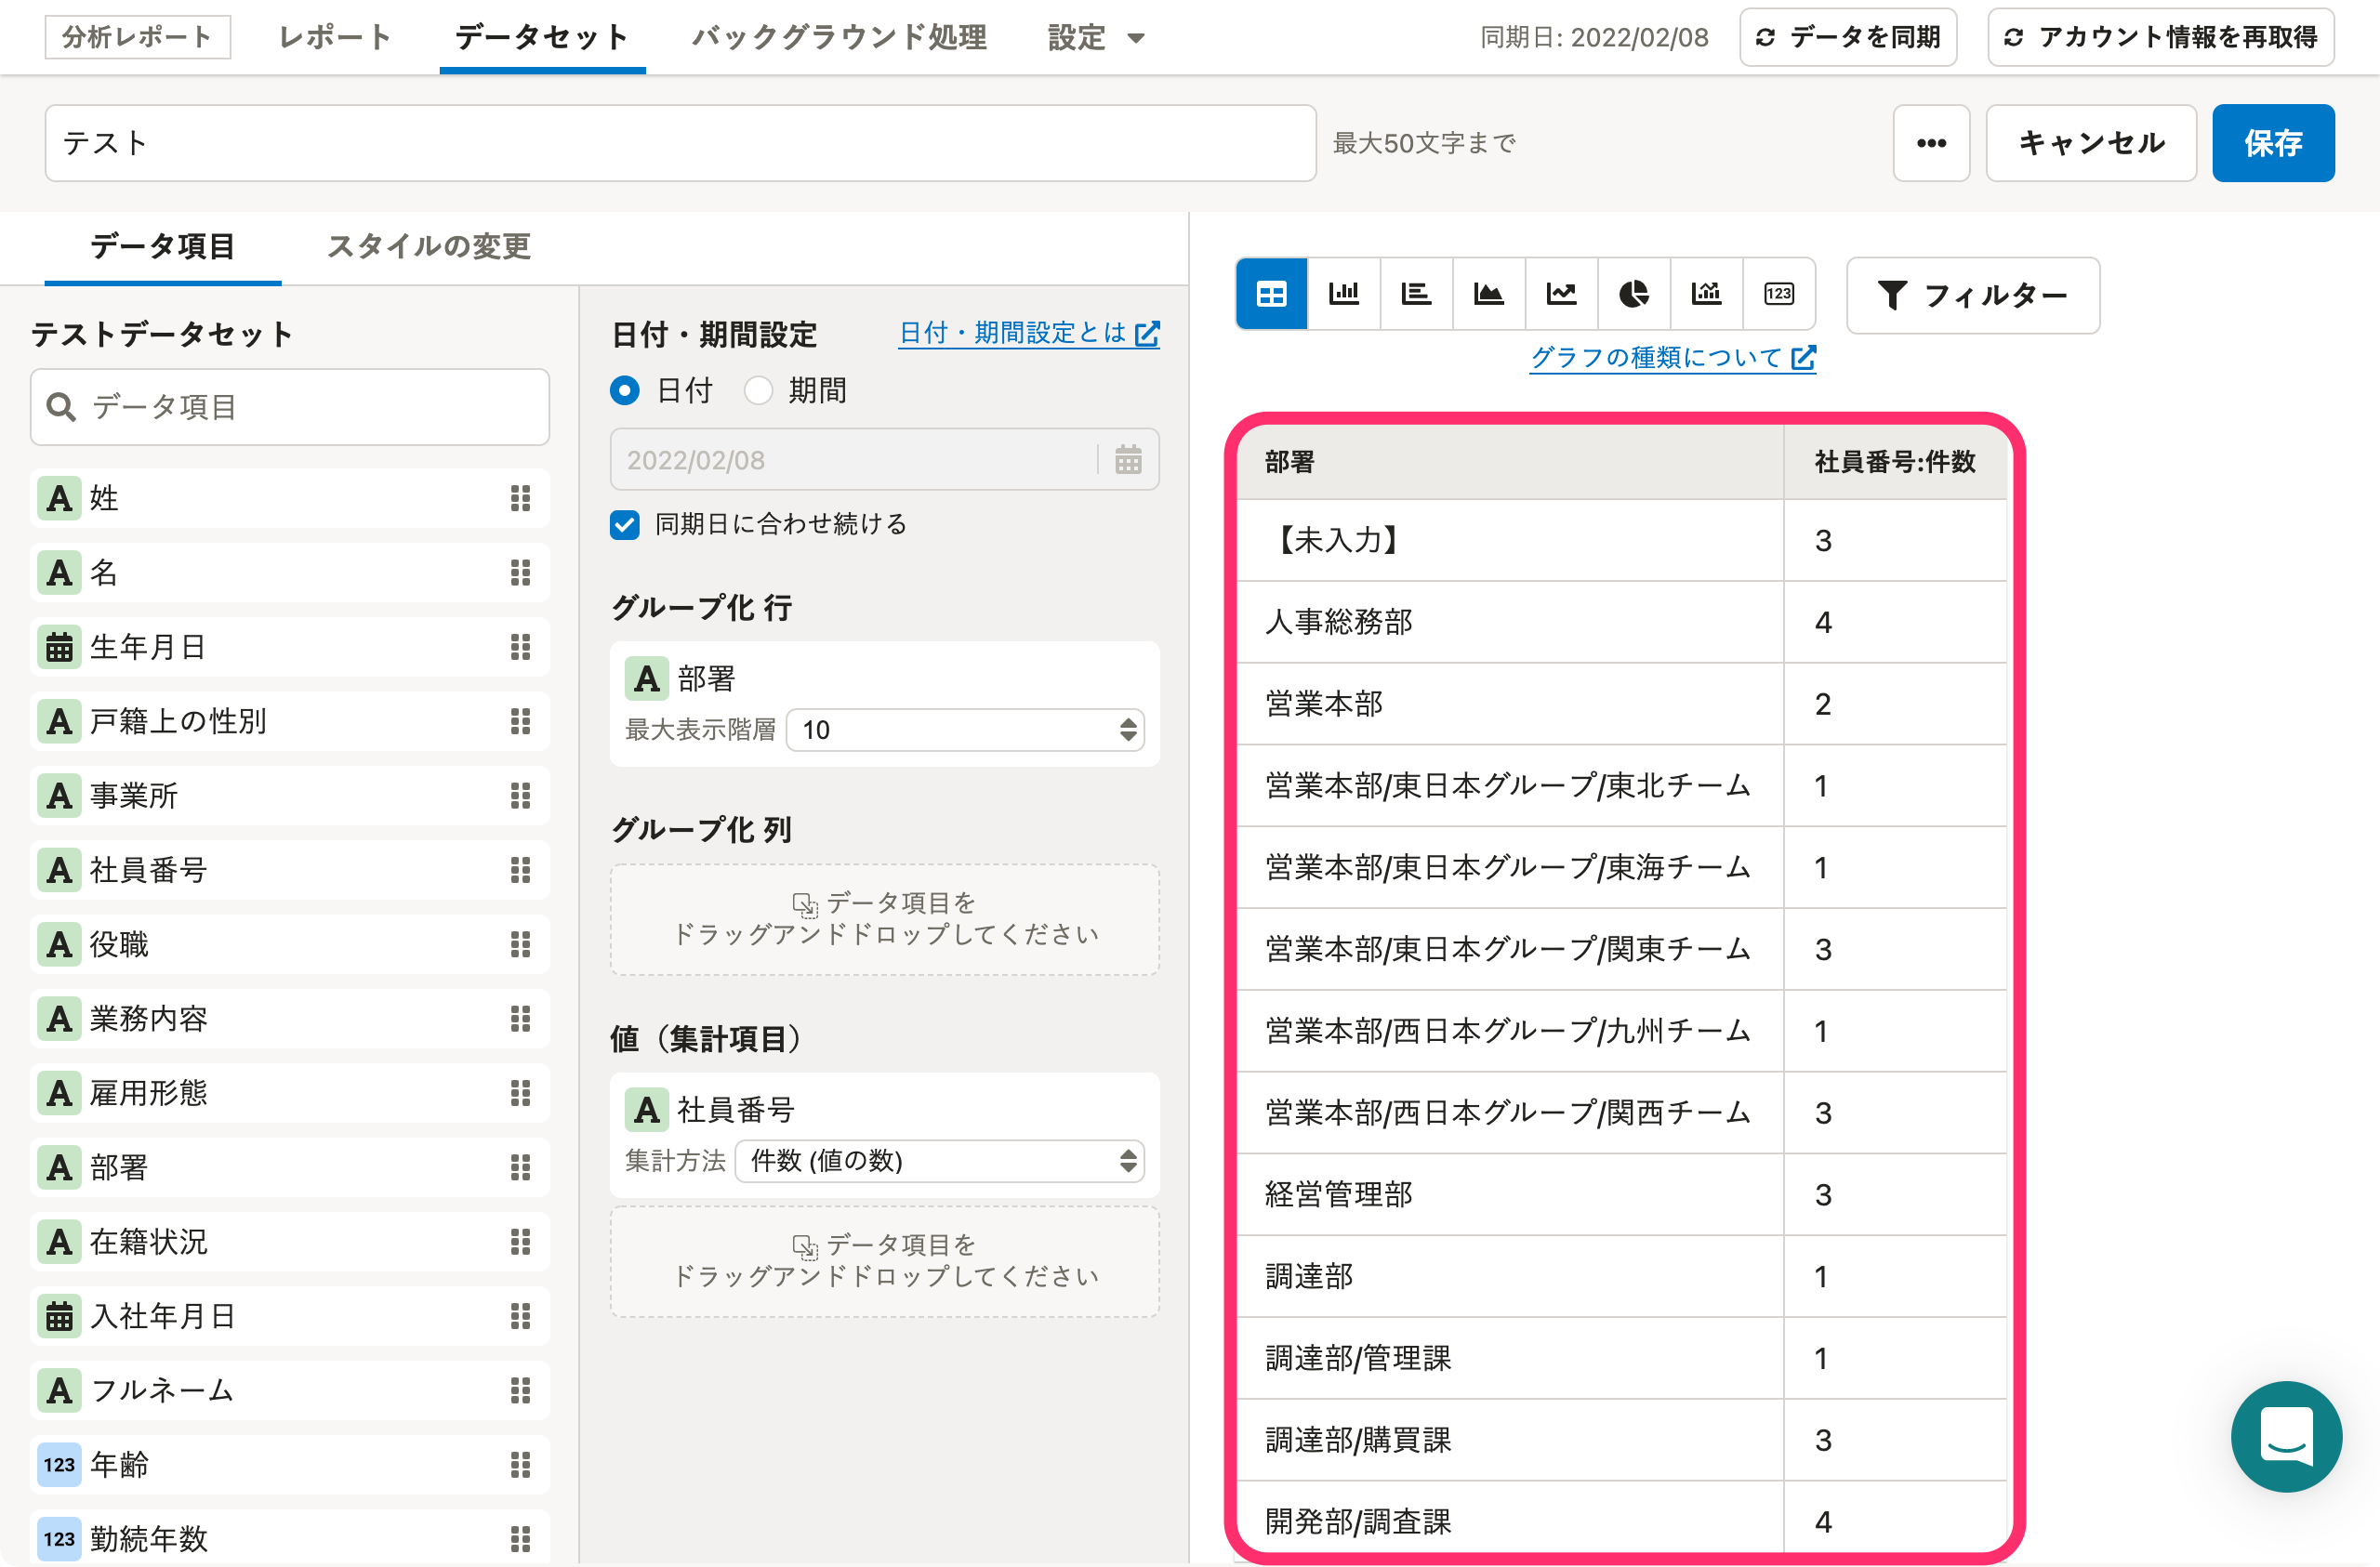 分析レポート レポート データセット バックグラウンド処理 設定 同期日: 2022/02/08 データを同期 アカウント情報を再取得
テスト 最大50文字まで ••• キャンセル 保存
データ項目 スタイルの変更
テストデータセット
データ項目
A 姓
A 名
生年月日
A 戸籍上の性別
A 事業所
A 社員番号
A 役職
A 業務内容
A 雇用形態
A 部署
A 在籍状況
入社年月日
A フルネーム
123 年齢
123 勤続年数
日付・期間設定 日付・期間設定とは
日付 期間
2022/02/08
同期日に合わせ続ける
グループ化 行
A 部署
最大表示階層 10
グループ化 列
データ項目を
ドラッグアンドドロップしてください
値（集計項目）
A 社員番号
集計方法 件数 (値の数)
データ項目を
ドラッグアンドドロップしてください
123 フィルター
グラフの種類について
部署 社員番号:件数
【未入力】 3
人事総務部 4
営業本部 2
営業本部/東日本グループ/東北チーム 1
営業本部/東日本グループ/東海チーム 1
営業本部/東日本グループ/関東チーム 3
営業本部/西日本グループ/九州チーム 1
営業本部/西日本グループ/関西チーム 3
経営管理部 3
調達部 1
調達部/管理課 1
調達部/購買課 3
開発部/調査課 4